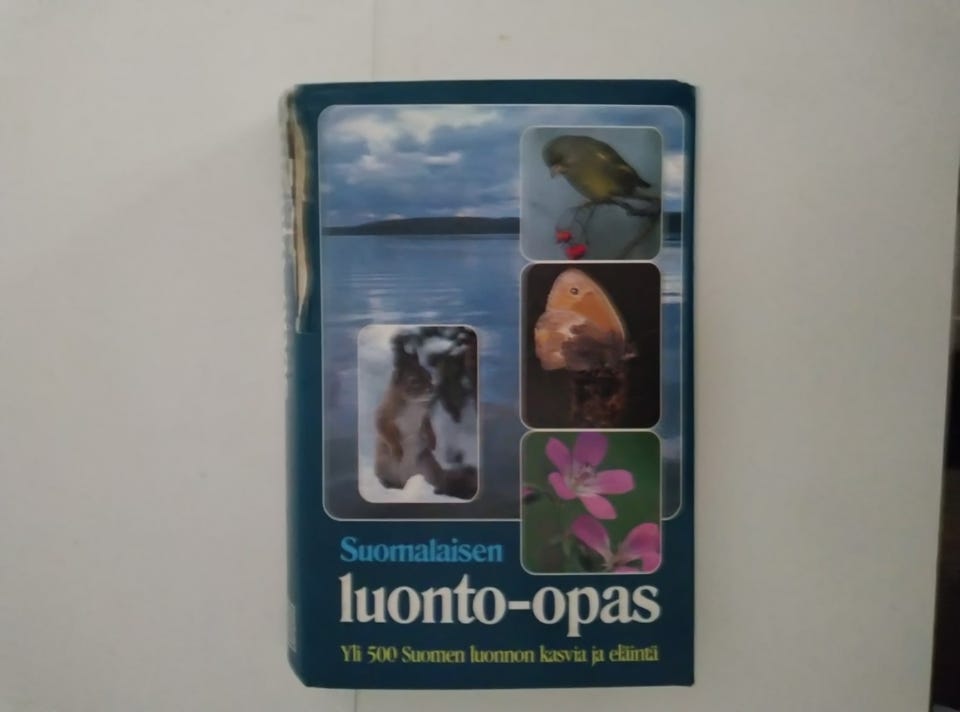 Suomalaisen
luonto-opas
Yli 500 Suomen luonnon kasvia ja eläintä